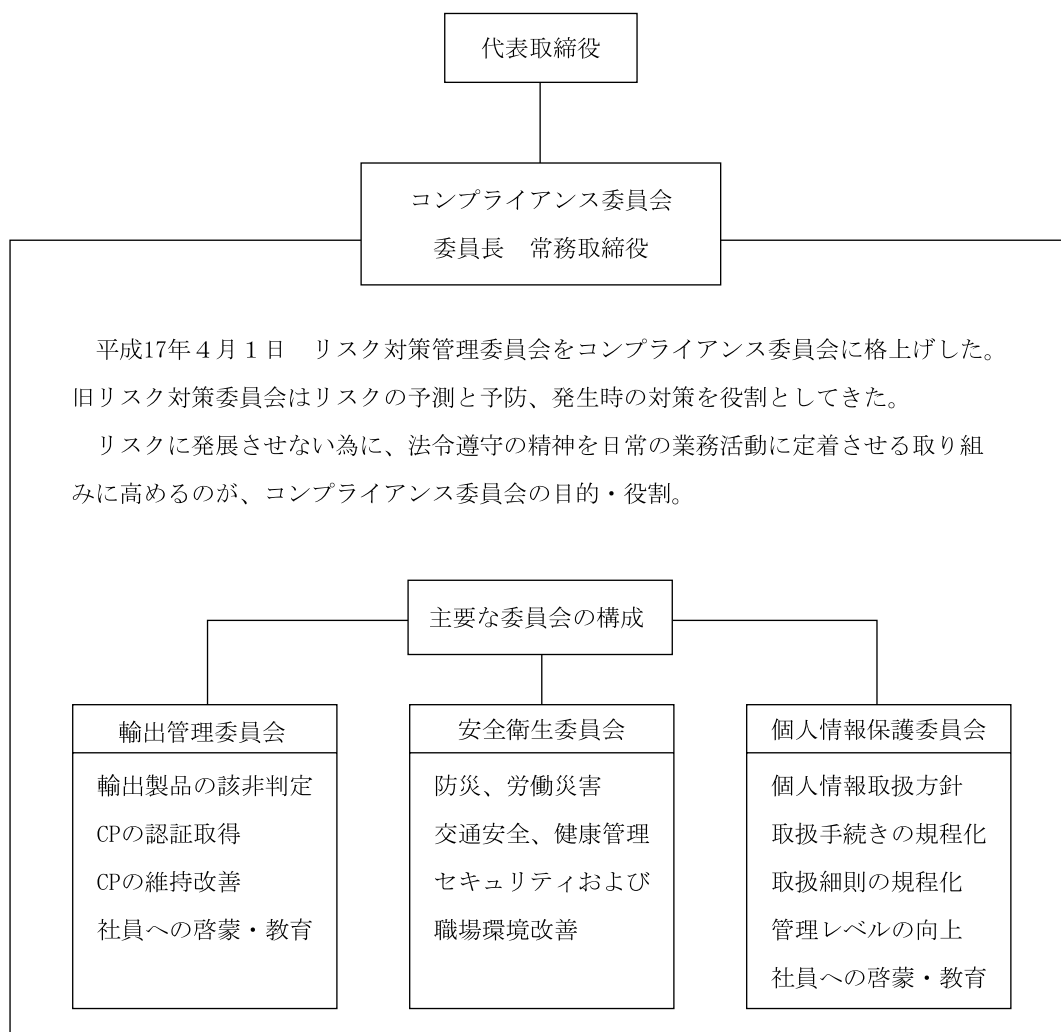 代表取締役
コンプライアンス委員会
委員長　常務取締役
　平成17年４月１日　リスク対策管理委員会をコンプライアンス委員会に格上げした。
旧リスク対策委員会はリスクの予測と予防、発生時の対策を役割としてきた。
　リスクに発展させない為に、法令遵守の精神を日常の業務活動に定着させる取り組
みに高めるのが、コンプライアンス委員会の目的・役割。
主要な委員会の構成
輸出管理委員会
輸出製品の該非判定
CPの認証取得
CPの維持改善
社員への啓蒙・教育
安全衛生委員会
防災、労働災害
交通安全、健康管理
セキュリティおよび
職場環境改善
個人情報保護委員会
個人情報取扱方針
取扱手続きの規程化
取扱細則の規程化
管理レベルの向上
社員への啓蒙・教育